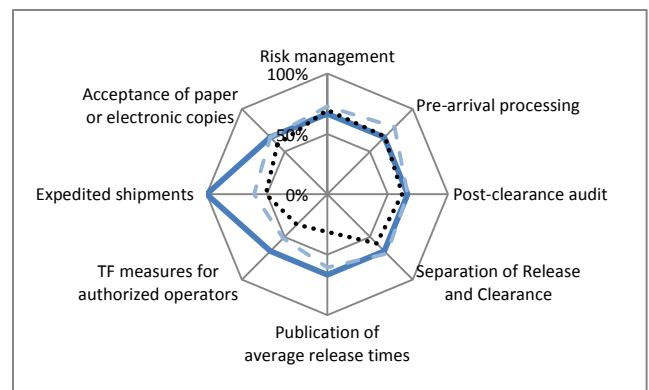 Risk management
100%
Acceptance of paper
or electronic copies
Pre-arrival processing
50%
Expedited shipments
0%
Post-clearance audit
TF measures for
authorized operators
Separation of Release
and Clearance
Publication of
average release times